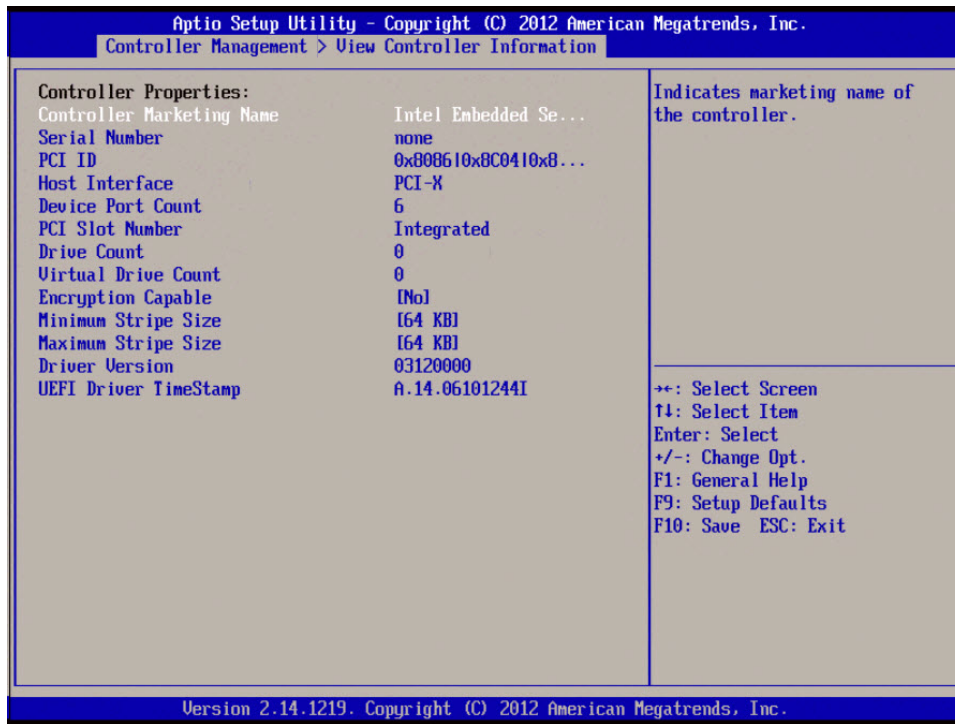 Aptio Setup Utility - Copyright (C) 2012 American Megatrends, Inc.
Controller Management > View Controller Information
Controller Properties:
Controller Marketing Name Intel Embedded Se...
Serial Number none
PCI ID 0x8086|0x8C04|0x8...
Host Interface PCI-X
Device Port Count 6
PCI Slot Number Integrated
Drive Count 0
Virtual Drive Count 0
Encryption Capable [No]
Minimum Stripe Size [64 KB]
Maximum Stripe Size [64 KB]
Driver Version 03120000
UEFI Driver TimeStamp A.14.06101244I
Indicates marketing name of
the controller.
→←: Select Screen
↑↓: Select Item
Enter: Select
+/-: Change Opt.
F1: General Help
F9: Setup Defaults
F10: Save ESC: Exit
Version 2.14.1219. Copyright (C) 2012 American Megatrends, Inc.